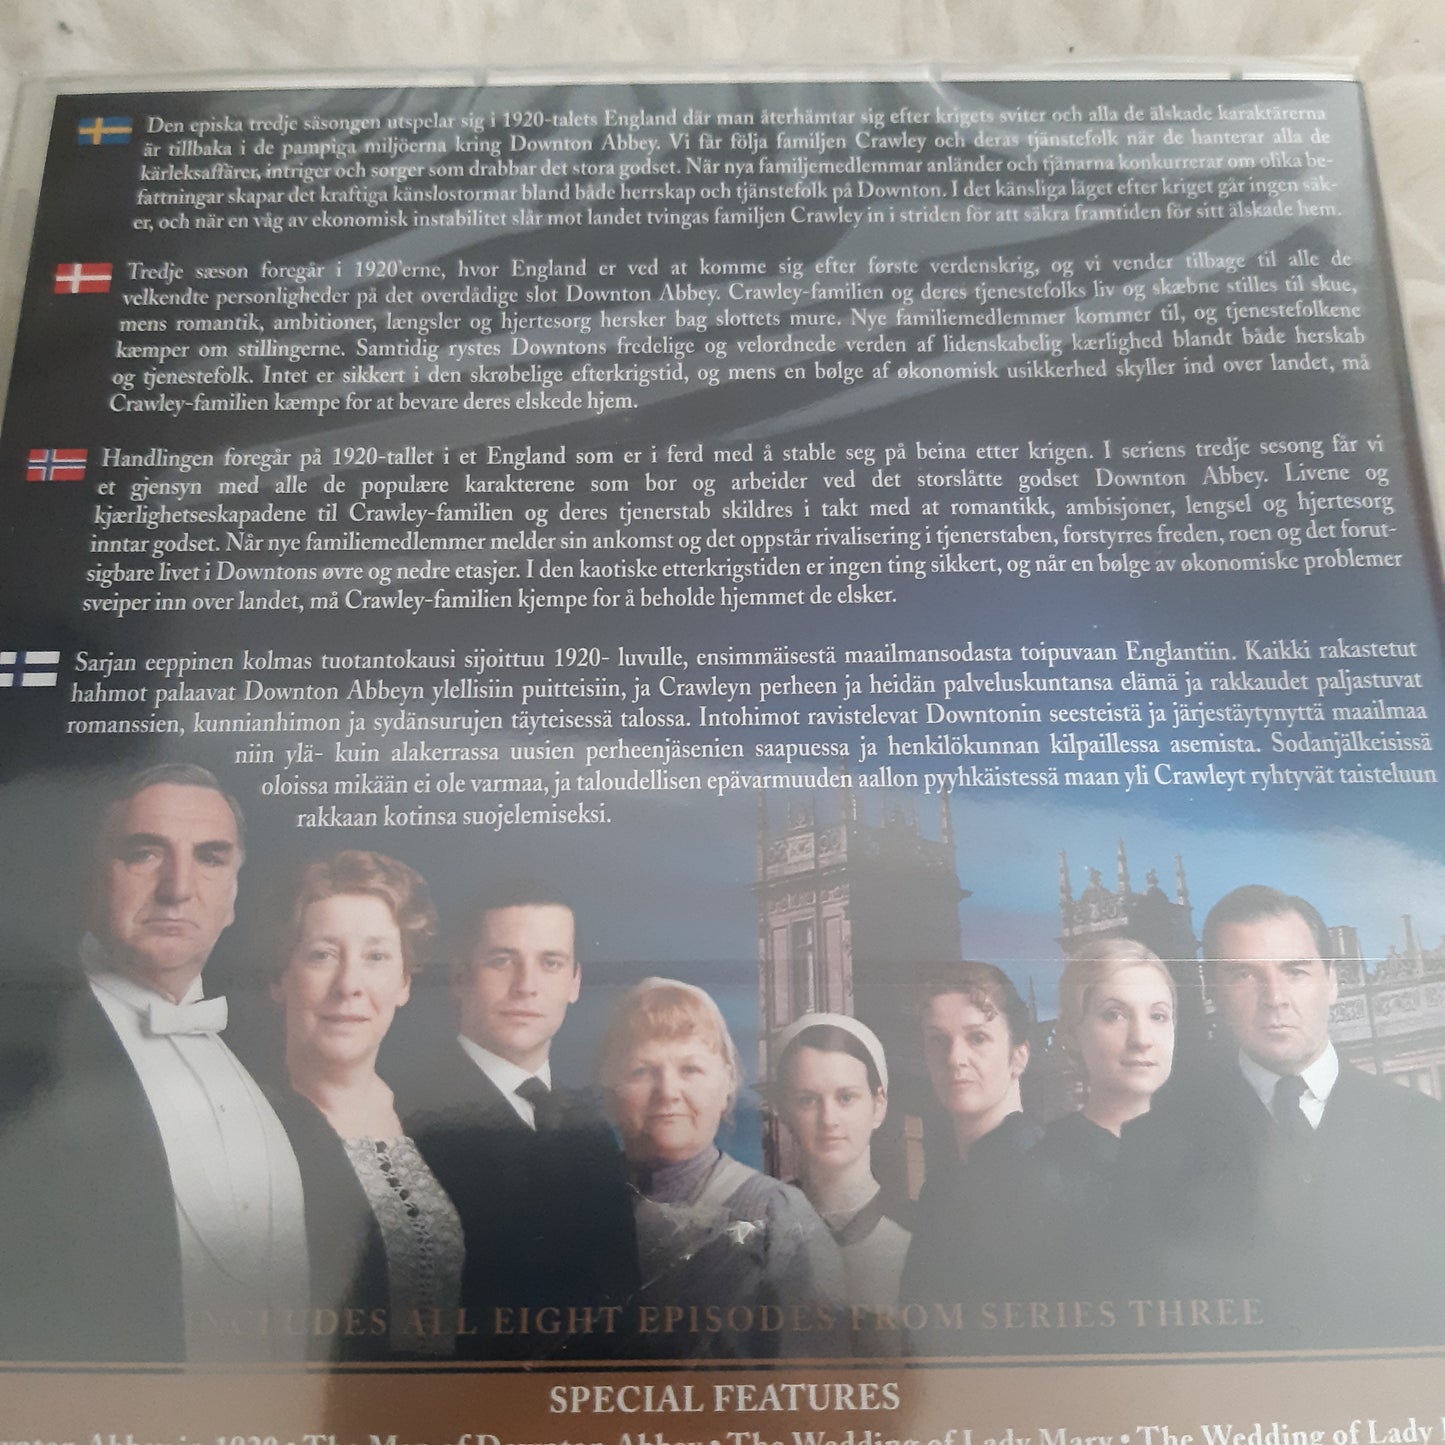 Den episka tredje säsongen utspelar sig i 1920-talets England där man återhämtar sig efter krigets sviter och alla de älskade karaktärerna
är tillbaka i de pampiga miljöerna kring Downton Abbey. Vi får följa familjen Crawley och deras tjänstefolk när de hanterar alla de
kärleksaffärer, intriger och sorger som drabbar det stora godset. När nya familjemedlemmar anländer och tjänarna konkurrerar om olika be-
fattningar skapar det kraftiga känslostormar bland både herrskap och tjänstefolk på Downton. I det känsliga läget efter kriget går ingen säk-
er, och när en våg av ekonomisk instabilitet slår mot landet tvingas familjen Crawley in i striden för att säkra framtiden för sitt älskade hem.
Tredje sæson foregår i 1920'erne, hvor England er ved at komme sig efter første verdenskrig, og vi vender tilbage til alle de
velkendte personligheder på det overdådige slot Downton Abbey. Crawley-familien og deres tjenestefolks liv og skæbne stilles til skue,
mens romantik, ambitioner, længsler og hjertesorg hersker bag slottets mure. Nye familiemedlemmer kommer til, og tjenestefolkene
kæmper om stillingerne. Samtidig rystes Downtons fredelige og velordnede verden af lidenskabelig kærlighed blandt både herskab
og tjenestefolk. Intet er sikkert i den skrøbelige efterkrigstid, og mens en bølge af økonomisk usikkerhed skyller ind over landet, må
Crawley-familien kæmpe for at bevare deres elskede hjem.
Handlingen foregår på 1920-tallet i et England som er i ferd med å stable seg på beina etter krigen. I seriens tredje sesong får vi
et gjensyn med alle de populære karakterene som bor og arbeider ved det storslåtte godset Downton Abbey. Livene og
kjærlighetseskapadene til Crawley-familien og deres tjenerstab skildres i takt med at romantikk, ambisjoner, lengsel og hjertesorg
inntar godset. Når nye familiemedlemmer melder sin ankomst og det oppstår rivalisering i tjenerstaben, forstyrres freden, roen og det forut-
sigbare livet i Downtons øvre og nedre etasjer. I den kaotiske etterkrigstiden er ingen ting sikkert, og når en bølge av økonomiske problemer
sveiper inn over landet, må Crawley-familien kjempe for å beholde hjemmet de elsker.
Sarjan eeppinen kolmas tuotantokausi sijoittuu 1920- luvulle, ensimmäisestä maailmansodasta toipuvaan Englantiin. Kaikki rakastetut
hahmot palaavat Downton Abbeyn ylellisiin puitteisiin, ja Crawleyn perheen ja heidän palveluskuntansa elämä ja rakkaudet paljastuvat
romanssien, kunnianhimon ja sydänsurujen täyteisessä talossa. Intohimot ravistelevat Downtonin seesteistä ja järjestäytynyttä maailmaa
niin ylä- kuin alakerrassa uusien perheenjäsenien saapuessa ja henkilökunnan kilpaillessa asemista. Sodanjälkeisissä
oloissa mikään ei ole varmaa, ja taloudellisen epävarmuuden aallon pyyhkäistessä maan yli Crawleyt ryhtyvät taisteluun
rakkaan kotinsa suojelemiseksi.
INCLUDES ALL EIGHT EPISODES FROM SERIES THREE
SPECIAL FEATURES
Abbey in 1920 • The Men of Downton Abbey • The Wedding of Lady Mary • The Wedding of Lady